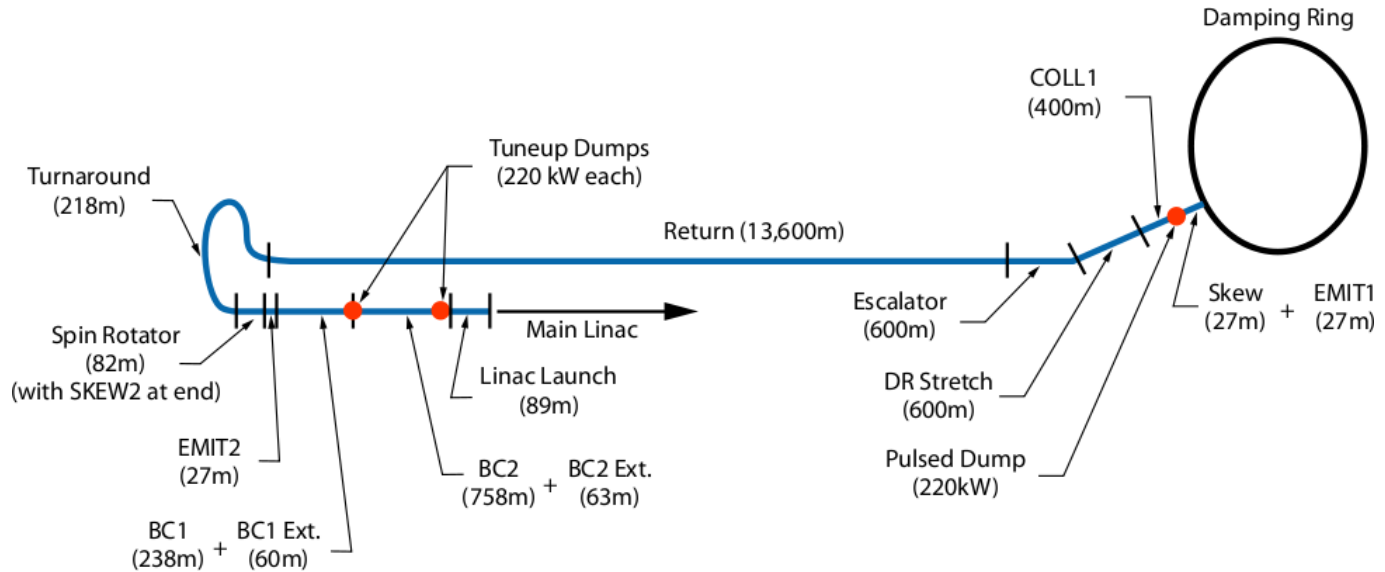 Damping Ring
COLL1
(400m)
Tuneup Dumps
(220 kW each)
Turnaround
(218m)
Return (13,600m)
Escalator
(600m)
Skew + EMIT1
(27m) (27m)
Main Linac
Spin Rotator
(82m)
(with SKEW2 at end)
Linac Launch
(89m)
DR Stretch
(600m)
EMIT2
(27m)
BC2 + BC2 Ext.
(758m) (63m)
Pulsed Dump
(220kW)
BC1 + BC1 Ext.
(238m) (60m)